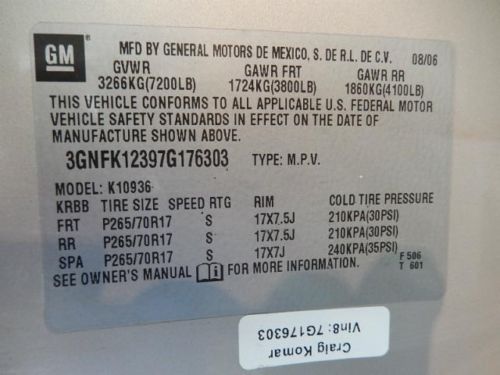 GM
MFD BY GENERAL MOTORS DE MEXICO, S. DE R.L. DE C.V. 08/06
GVWR GAWR FRT GAWR RR
3266KG(7200LB) 1724KG(3800LB) 1860KG(4100LB)
THIS VEHICLE CONFORMS TO ALL APPLICABLE U.S. FEDERAL MOTOR
VEHICLE SAFETY STANDARDS IN EFFECT ON THE DATE OF
MANUFACTURE SHOWN ABOVE.
3GNFK12397G176303 TYPE: M.P.V.
MODEL: K10936
KRBB TIRE SIZE SPEED RTG RIM COLD TIRE PRESSURE
FRT P265/70R17 S 17X7.5J 210KPA(30PSI)
RR P265/70R17 S 17X7.5J 210KPA(30PSI)
SPA P265/70R17 S 17X7J 240KPA(35PSI) F 506
SEE OWNER'S MANUAL i FOR MORE INFORMATION. T 601
Craig Komar
Vin8: 7G176303